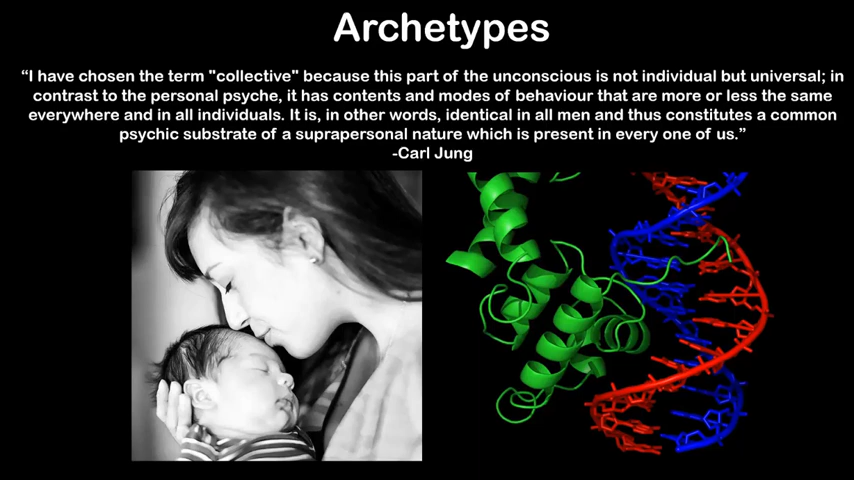 Archetypes
“I have chosen the term "collective" because this part of the unconscious is not individual but universal; in
contrast to the personal psyche, it has contents and modes of behaviour that are more or less the same
everywhere and in all individuals. It is, in other words, identical in all men and thus constitutes a common
psychic substrate of a suprapersonal nature which is present in every one of us.”
-Carl Jung